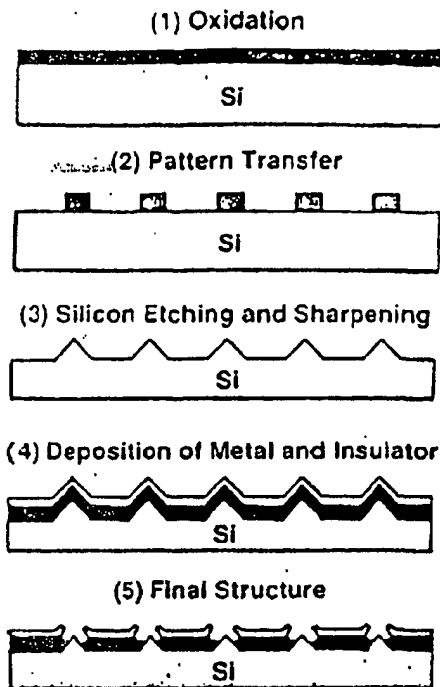 (1) Oxidation
Si
(2) Pattern Transfer
Si
(3) Silicon Etching and Sharpening
Si
(4) Deposition of Metal and Insulator
Si
(5) Final Structure
Si